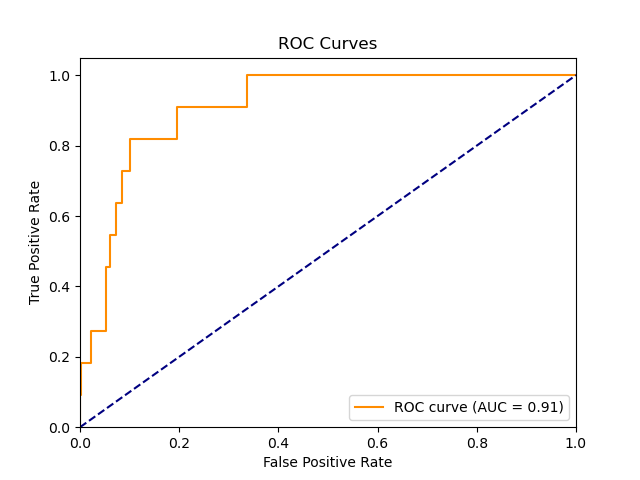 ROC Curves
True Positive Rate
1.0
0.8
0.6
0.4
0.2
0.0
ROC curve (AUC = 0.91)
0.0 0.2 0.4 0.6 0.8 1.0
False Positive Rate